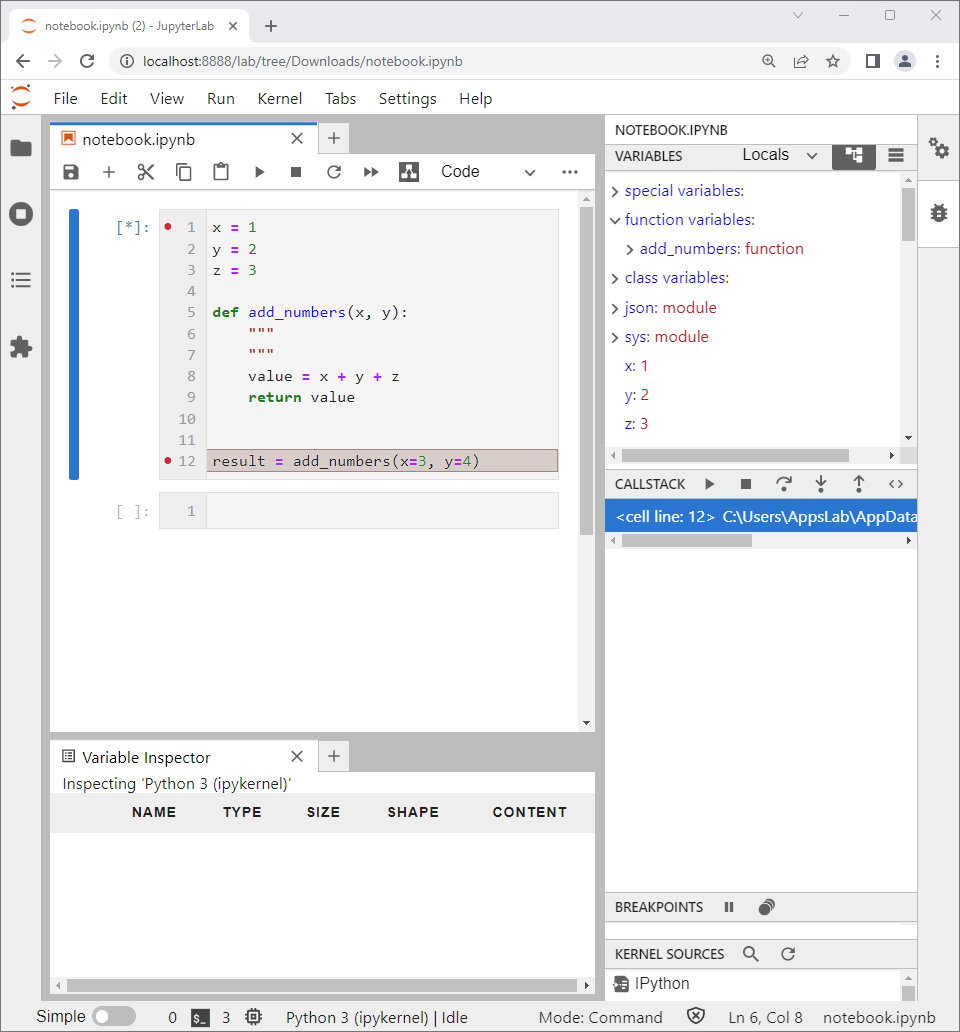 notebook.ipynb (2) - JupyterLab
localhost:8888/lab/tree/Downloads/notebook.ipynb
File Edit View Run Kernel Tabs Settings Help
notebook.ipynb
Code
[*]:
1 x = 1
2 y = 2
3 z = 3
4
5 def add_numbers(x, y):
6     """
7     """
8     value = x + y + z
9     return value
10
11
12 result = add_numbers(x=3, y=4)
[ ]: 1
NOTEBOOK.IPYNB
VARIABLES Locals
special variables:
function variables:
add_numbers: function
class variables:
json: module
sys: module
x: 1
y: 2
z: 3
CALLSTACK
<cell line: 12> C:\Users\AppsLab\AppData
Variable Inspector
Inspecting 'Python 3 (ipykernel)'
NAME TYPE SIZE SHAPE CONTENT
BREAKPOINTS
KERNEL SOURCES
IPython
Simple 0 $_ 3 Python 3 (ipykernel) | Idle Mode: Command Ln 6, Col 8 notebook.ipynb